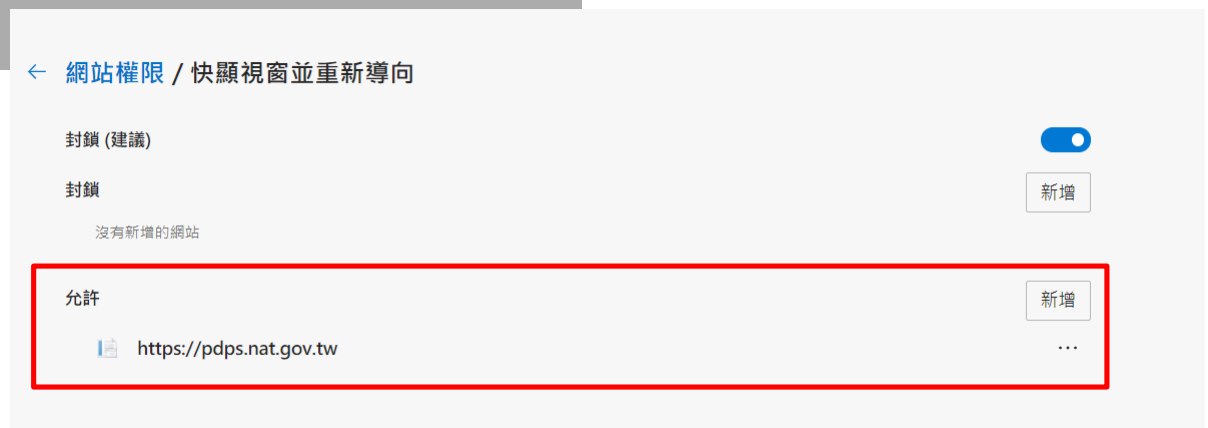 ← 網站權限 / 快顯視窗並重新導向
封鎖 (建議)
封鎖
新增
沒有新增的網站
允許
新增
https://pdps.nat.gov.tw
...